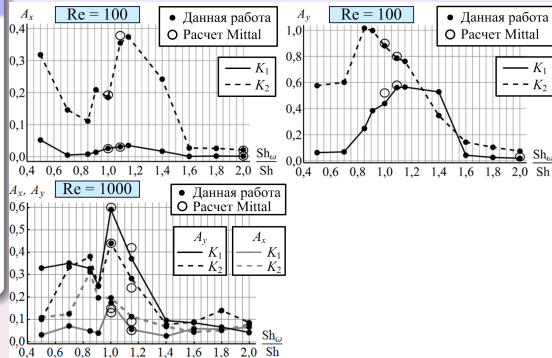 Aₓ
Re = 100
Данная работа
Расчет Mittal
K₁
K₂
0,4
0,3
0,2
0,1
0,0
0,4 0,6 0,8 1,0 1,2 1,4 1,6 1,8 2,0
Shω
Sh
Aᵧ
Re = 100
Данная работа
Расчет Mittal
K₁
K₂
1,0
0,8
0,6
0,4
0,2
0,0
0,4 0,6 0,8 1,0 1,2 1,4 1,6 1,8 2,0
Shω
Sh
Aₓ, Aᵧ
Re = 1000
Данная работа
Расчет Mittal
Aᵧ
K₁
K₂
Aₓ
K₁
K₂
0,6
0,5
0,4
0,3
0,2
0,1
0,0
0,4 0,6 0,8 1,0 1,2 1,4 1,6 1,8 2,0
Shω
Sh